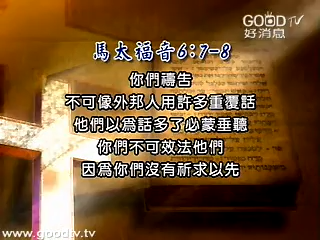 GOOD TV
好消息
馬太福音6:7-8
你們禱告
不可像外邦人用許多重覆話
他們以為話多了必蒙垂聽
你們不可效法他們
因為你們沒有祈求以先
www.goodtv.tv